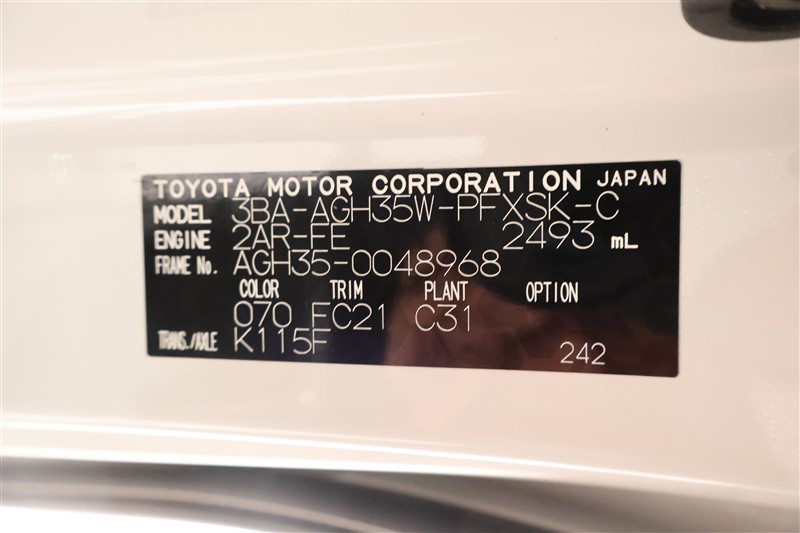 TOYOTA MOTOR CORPORATION JAPAN
MODEL 3BA-AGH35W-PFXSK-C
ENGINE 2AR-FE 2493 mL
FRAME No. AGH35-0048968
COLOR TRIM PLANT OPTION
070 FC21 C31
TRANS./AXLE K115F
242